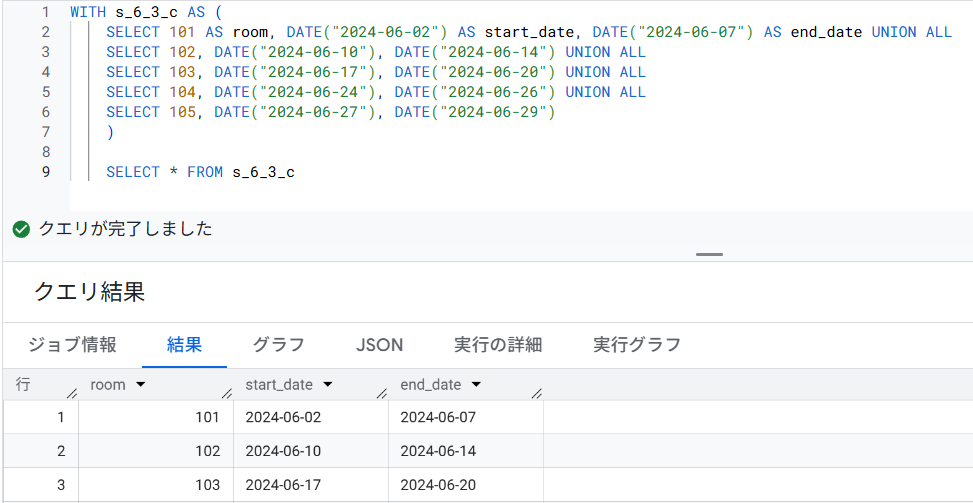 1 WITH s_6_3_c AS (
2 SELECT 101 AS room, DATE("2024-06-02") AS start_date, DATE("2024-06-07") AS end_date UNION ALL
3 SELECT 102, DATE("2024-06-10"), DATE("2024-06-14") UNION ALL
4 SELECT 103, DATE("2024-06-17"), DATE("2024-06-20") UNION ALL
5 SELECT 104, DATE("2024-06-24"), DATE("2024-06-26") UNION ALL
6 SELECT 105, DATE("2024-06-27"), DATE("2024-06-29")
7 )
8
9 SELECT * FROM s_6_3_c
クエリが完了しました
クエリ結果
ジョブ情報 結果 グラフ JSON 実行の詳細 実行グラフ
行 room start_date end_date
1 101 2024-06-02 2024-06-07
2 102 2024-06-10 2024-06-14
3 103 2024-06-17 2024-06-20